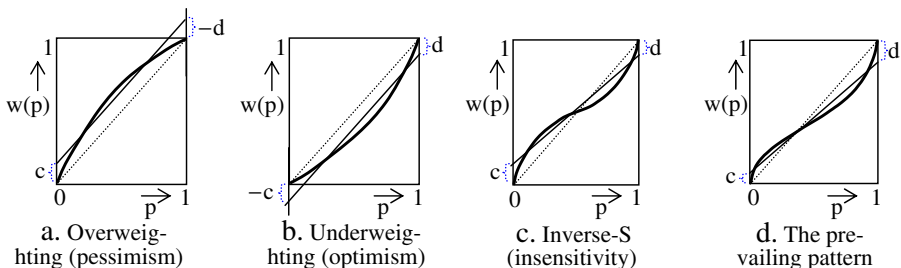 −d
1
w(p)
c
0
p
1
a. Overweig-
hting (pessimism)
d
1
w(p)
−c
0
p
1
b. Underweig-
hting (optimism)
d
1
w(p)
c
0
p
1
c. Inverse-S
(insensitivity)
d
1
w(p)
c
0
p
1
d. The pre-
vailing pattern